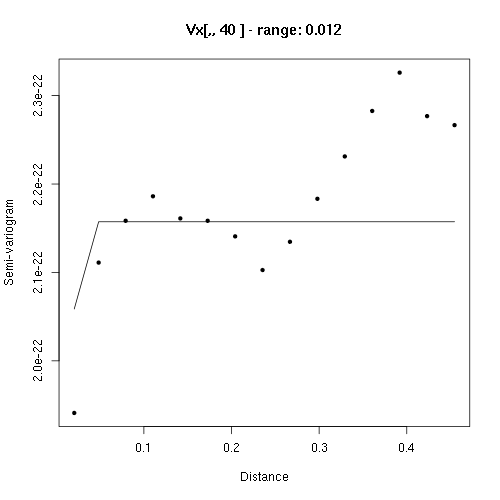 Vx[,, 40 ] - range: 0.012
Semi-variogram
2.3e-22
2.2e-22
2.1e-22
2.0e-22
0.1 0.2 0.3 0.4
Distance